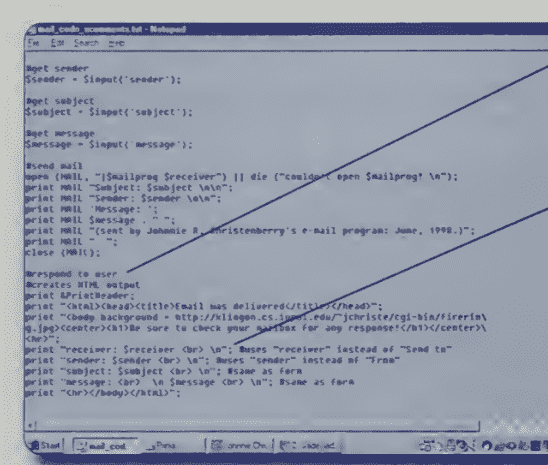 mail_code_ncomments.txt - Notepad
File Edit Search Help
#get sender
$sender = $input{'sender'};
#get subject
$subject = $input{'subject'};
#get message
$message = $input{'message'};
#send mail
open (MAIL, "|$mailprog $receiver") || die ("couldn't open $mailprog! \n");
print MAIL "Subject: $subject \n\n";
print MAIL "Sender: $sender \n\n";
print MAIL "Message: ";
print MAIL $message . " ";
print MAIL "(sent by Johnnie R. Christenberry's e-mail program: June, 1998.)";
print MAIL " ";
close (MAIL);
#respond to user
#creates HTML output
print &PrintHeader;
print "<html><head><title>Email was delivered</title></head>";
print "<body background = http://klingon.cs.iupui.edu/~jchriste/cgi-bin/firerin\
g.jpg><center><h1>Be sure to check your mailbox for any response!</h1></center>\
<hr>";
print "receiver: $receiver <br> \n"; #uses "receiver" instead of "Send to"
print "sender: $sender <br> \n"; #uses "sender" instead of "From"
print "subject: $subject <br> \n"; #same as form
print "message: <br> \n $message <br> \n"; #same as form
print "<hr></body></html>";
Start mail_cod